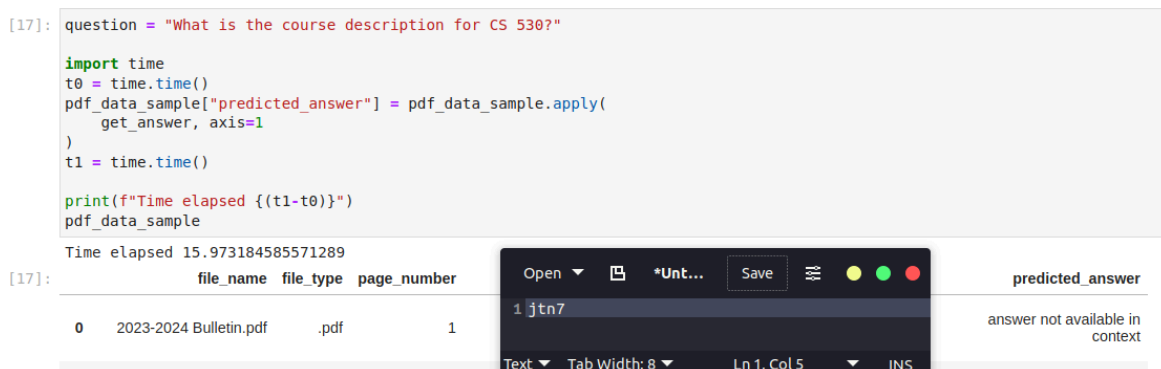 [17]: question = "What is the course description for CS 530?"
import time
t0 = time.time()
pdf_data_sample["predicted_answer"] = pdf_data_sample.apply(
get_answer, axis=1
)
t1 = time.time()
print(f"Time elapsed {(t1-t0)}")
pdf_data_sample
Time elapsed 15.973184585571289
[17]:
file_name file_type page_number predicted_answer
0 2023-2024 Bulletin.pdf .pdf 1 answer not available in
context
Open *Unt... Save
1 jtn7
Text Tab Width: 8 Ln 1, Col 5 INS